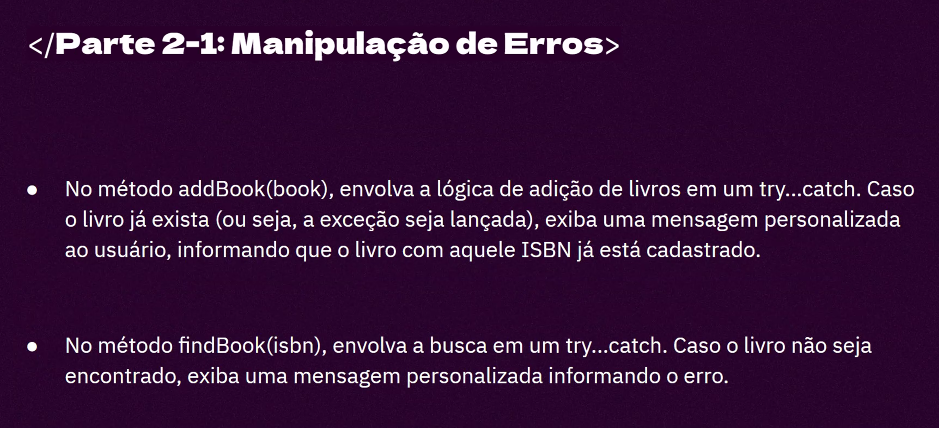 </Parte 2-1: Manipulação de Erros>
● No método addBook(book), envolva a lógica de adição de livros em um try...catch. Caso
o livro já exista (ou seja, a exceção seja lançada), exiba uma mensagem personalizada
ao usuário, informando que o livro com aquele ISBN já está cadastrado.
● No método findBook(isbn), envolva a busca em um try...catch. Caso o livro não seja
encontrado, exiba uma mensagem personalizada informando o erro.